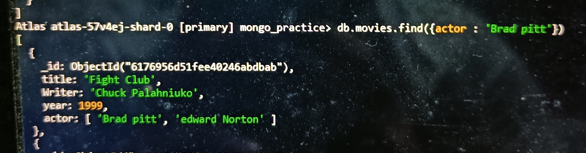 ]
Atlas atlas-57v4ej-shard-0 [primary] mongo_practice> db.movies.find({actor : "Brad pitt"})
[
{
_id: ObjectId("6176956d51fee40246abdbab"),
title: 'Fight Club',
Writer: 'Chuck Palahniuko',
year: 1999,
actor: [ 'Brad pitt', 'edward Norton' ]
},
{